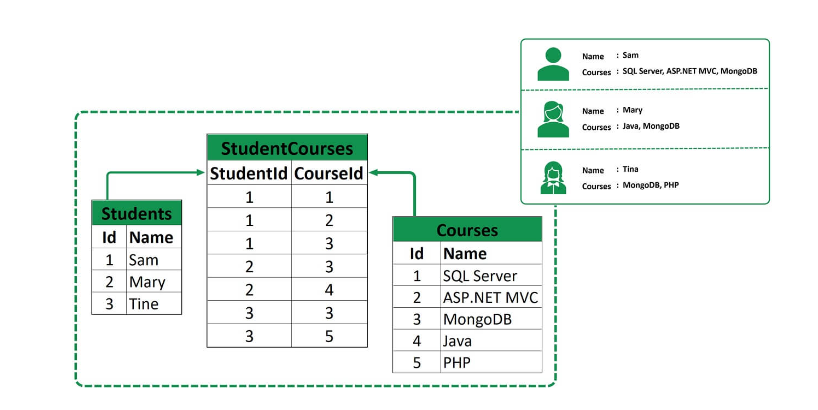 Name : Sam
Courses : SQL Server, ASP.NET MVC, MongoDB
Name : Mary
Courses : Java, MongoDB
Name : Tina
Courses : MongoDB, PHP
StudentCourses
StudentId CourseId
1 1
1 2
1 3
2 3
2 4
3 3
3 5
Students
Id Name
1 Sam
2 Mary
3 Tine
Courses
Id Name
1 SQL Server
2 ASP.NET MVC
3 MongoDB
4 Java
5 PHP